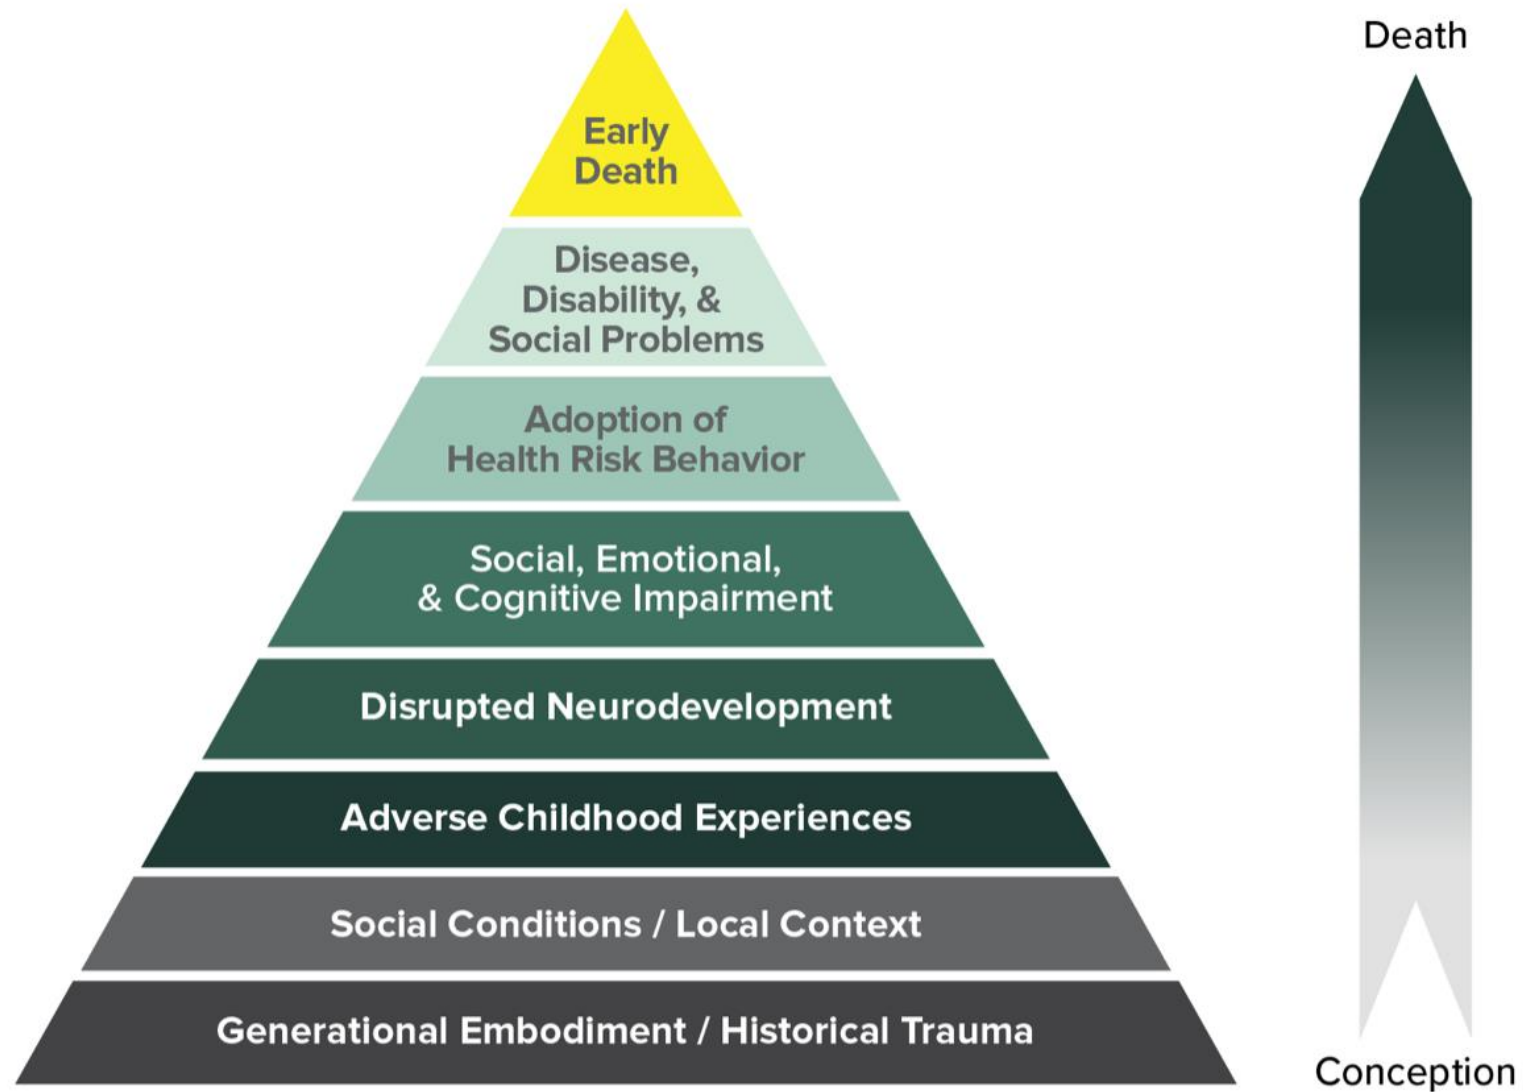 Death
Early
Death
Disease,
Disability, &
Social Problems
Adoption of
Health Risk Behavior
Social, Emotional,
& Cognitive Impairment
Disrupted Neurodevelopment
Adverse Childhood Experiences
Social Conditions / Local Context
Generational Embodiment / Historical Trauma
Conception